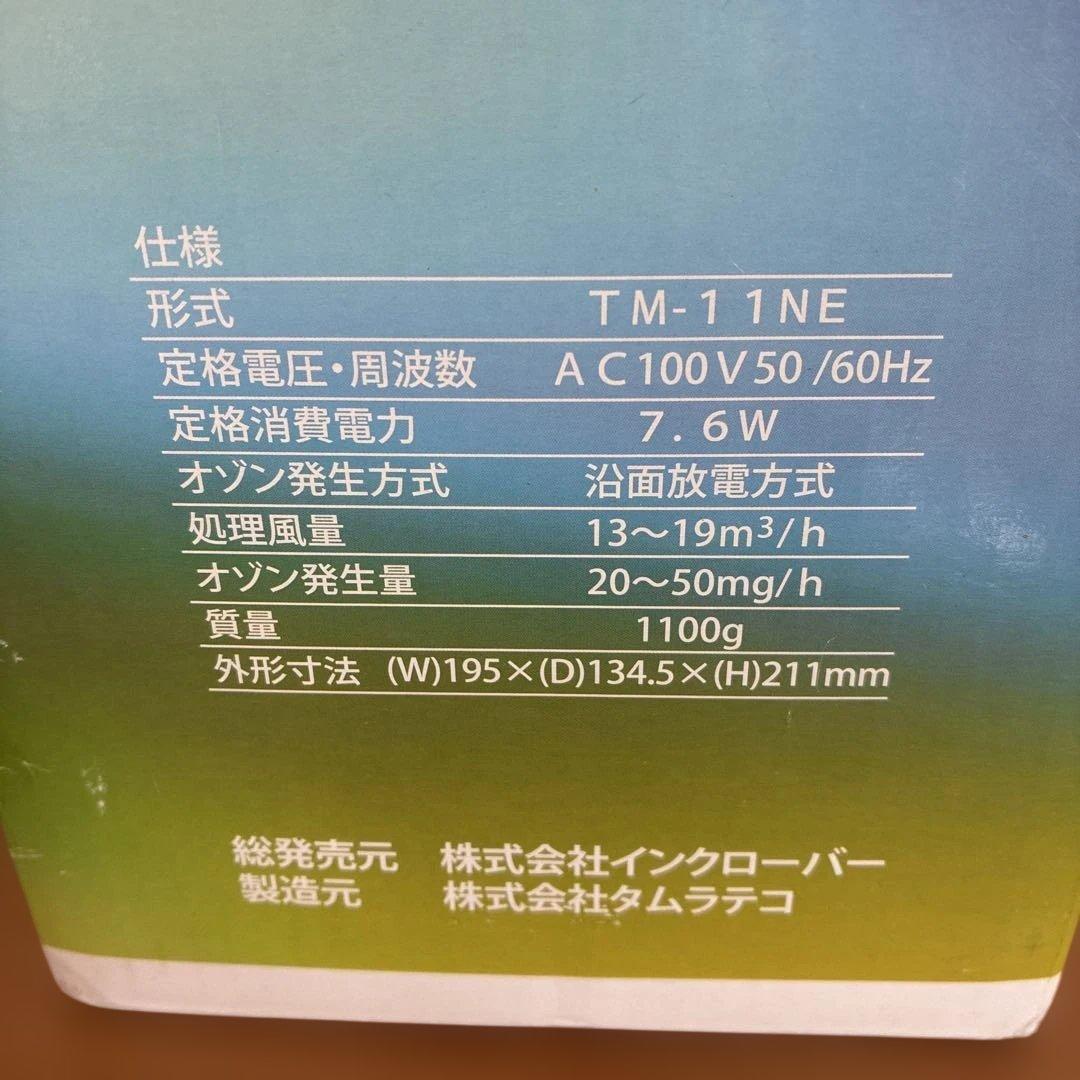 仕様
形式 TM-11NE
定格電圧・周波数 AC100V50/60Hz
定格消費電力 7.6W
オゾン発生方式 沿面放電方式
処理風量 13～19m³/h
オゾン発生量 20～50mg/h
質量 1100g
外形寸法 (W)195×(D)134.5×(H)211mm
総発売元 株式会社インクローバー
製造元 株式会社タムラテコ